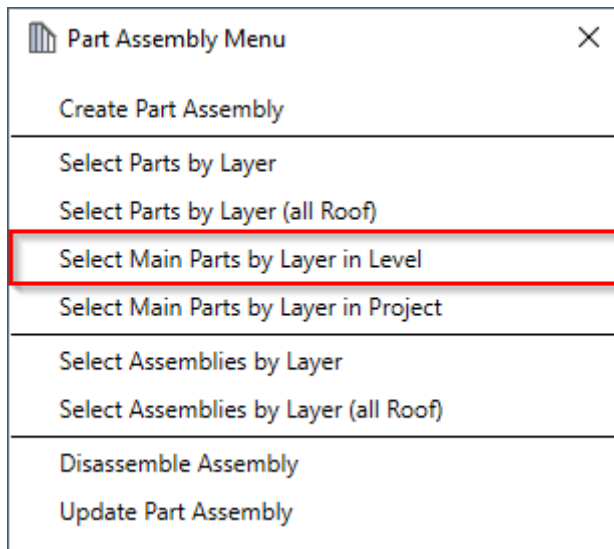 Part Assembly Menu
Create Part Assembly
Select Parts by Layer
Select Parts by Layer (all Roof)
Select Main Parts by Layer in Level
Select Main Parts by Layer in Project
Select Assemblies by Layer
Select Assemblies by Layer (all Roof)
Disassemble Assembly
Update Part Assembly